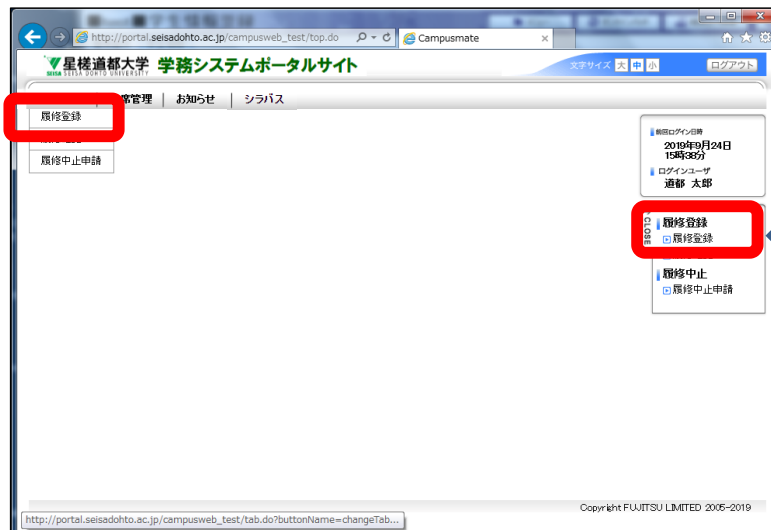 http://portal.seisadohto.ac.jp/campusweb_test/top.do
Campusmate
星槎道都大学 学務システムポータルサイト
SEISA DOHTO UNIVERSITY
文字サイズ 大 中 小
ログアウト
席管理 | お知らせ | シラバス
履修登録
履修中止申請
前回ログイン日時
2019年9月24日
15時38分
ログインユーザ
道都 太郎
CLOSE
履修登録
履修登録
履修中止
履修中止申請
Copyright FUJITSU LIMITED 2005-2019
http://portal.seisadohto.ac.jp/campusweb_test/tab.do?buttonName=changeTab...